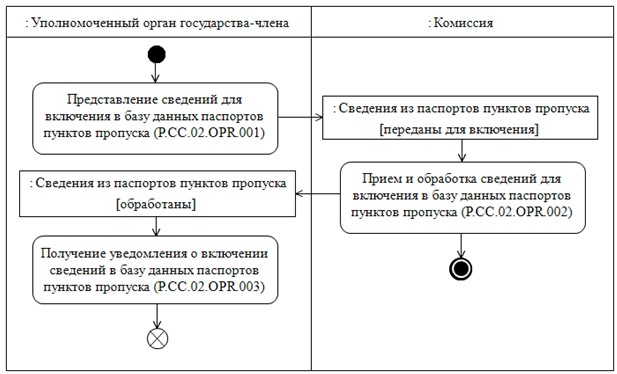 : Уполномоченный орган государства-члена
: Комиссия
Представление сведений для
включения в базу данных паспортов
пунктов пропуска (P.CC.02.OPR.001)
: Сведения из паспортов пунктов пропуска
[переданы для включения]
Прием и обработка сведений для
включения в базу данных паспортов
пунктов пропуска (P.CC.02.OPR.002)
: Сведения из паспортов пунктов пропуска
[обработаны]
Получение уведомления о включении
сведений в базу данных паспортов
пунктов пропуска (P.CC.02.OPR.003)